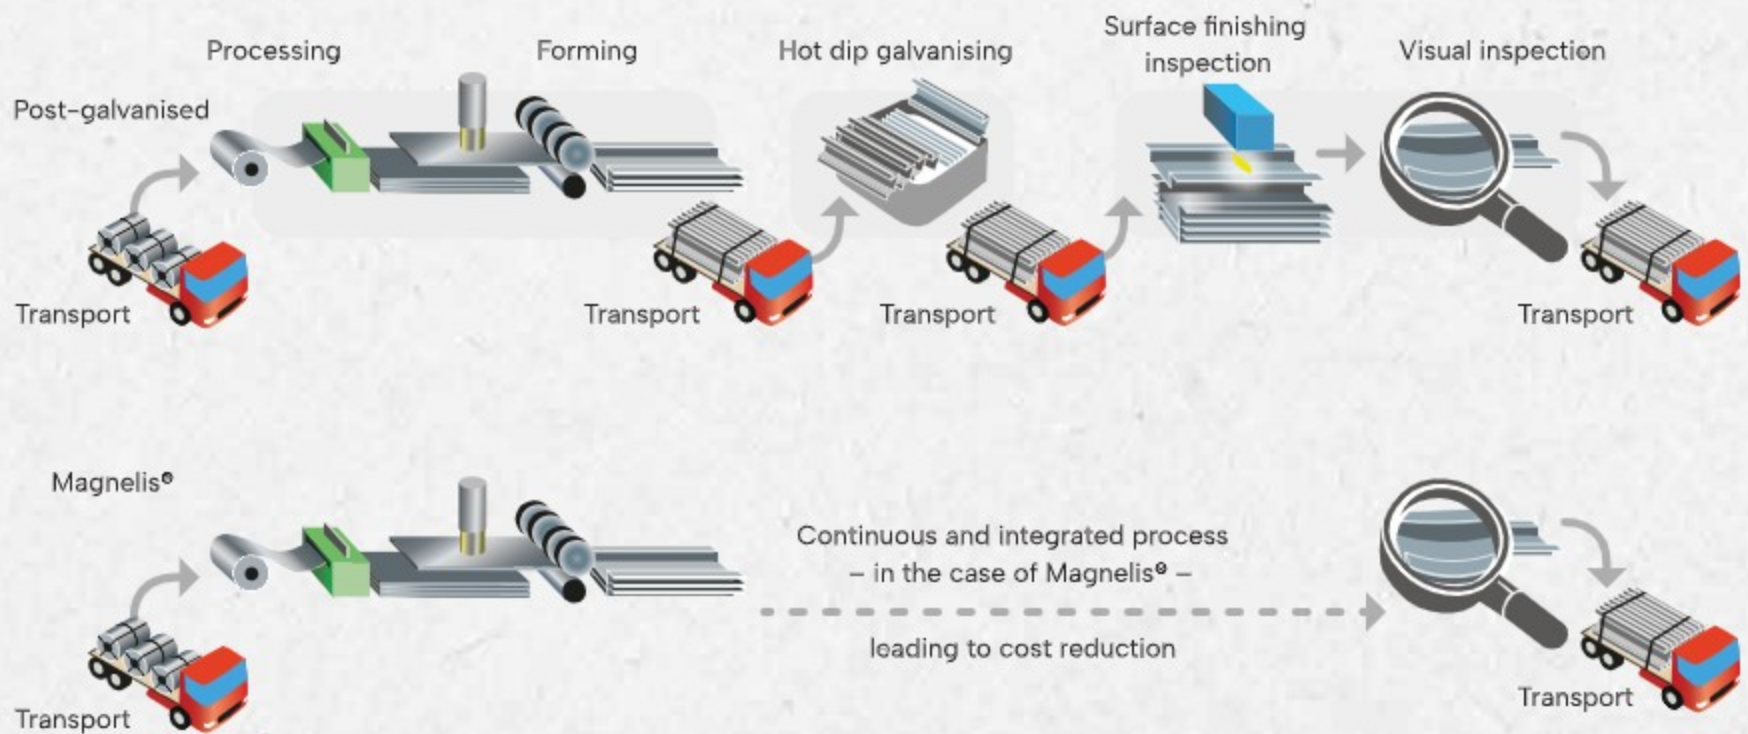 Processing
Forming
Hot dip galvanising
Surface finishing
inspection
Visual inspection
Post-galvanised
Transport
Transport
Transport
Transport
Magnelis®
Continuous and integrated process
– in the case of Magnelis® –
leading to cost reduction
Transport
Transport